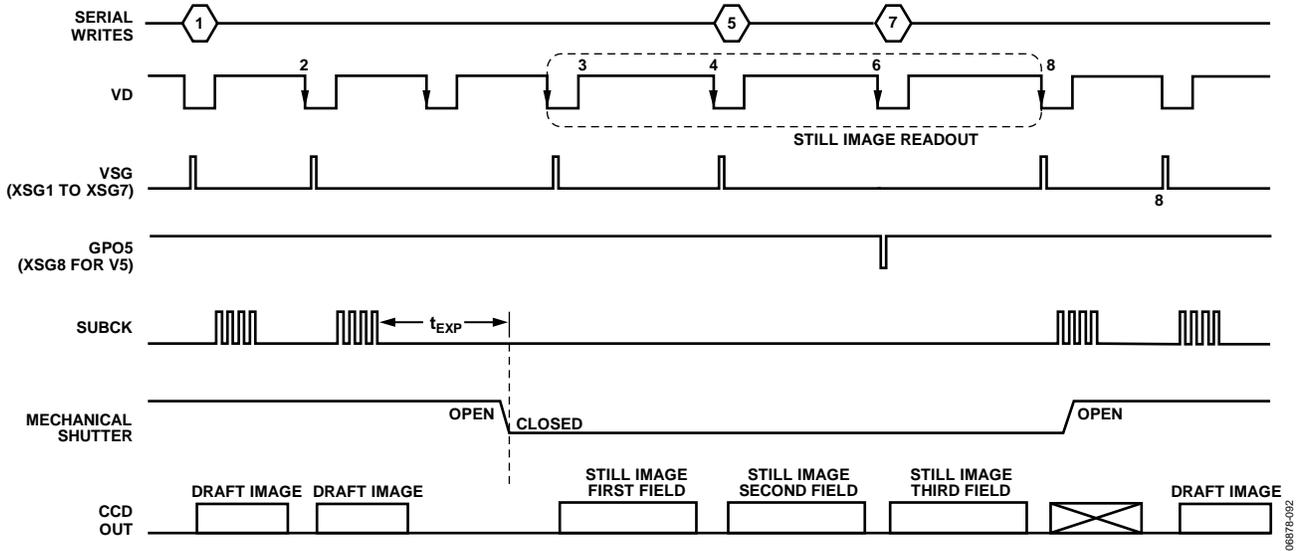 SERIAL
WRITES
1
5
7
VD
2
3
4
6
8
STILL IMAGE READOUT
VSG
(XSG1 TO XSG7)
8
GPO5
(XSG8 FOR V5)
SUBCK
tEXP
MECHANICAL
SHUTTER
OPEN
CLOSED
OPEN
CCD
OUT
DRAFT IMAGE
DRAFT IMAGE
STILL IMAGE
FIRST FIELD
STILL IMAGE
SECOND FIELD
STILL IMAGE
THIRD FIELD
DRAFT IMAGE
06878-092